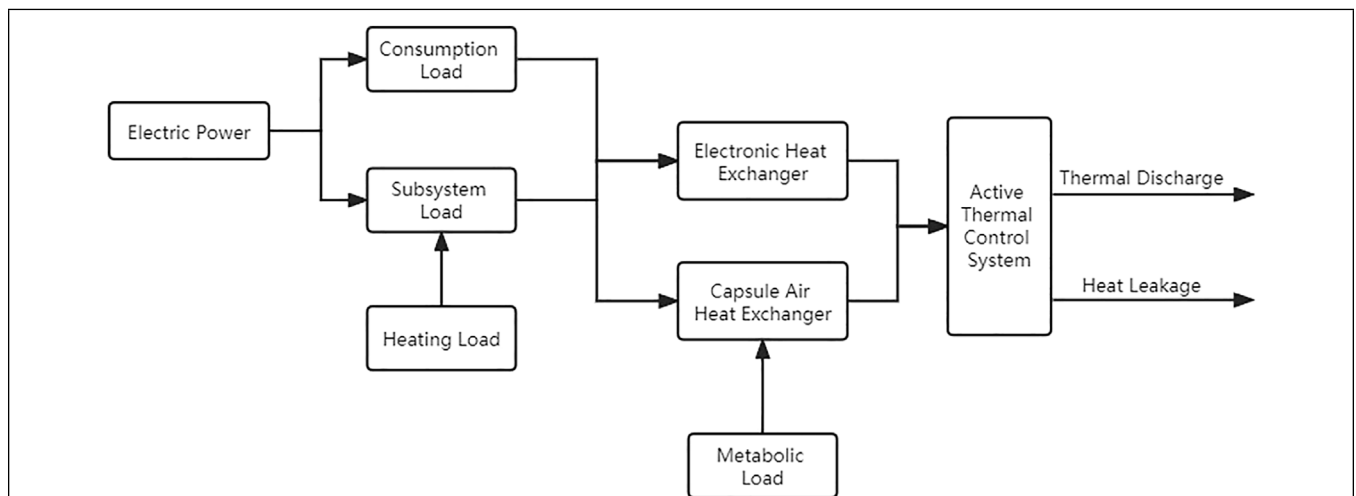 Consumption
Load
Electric Power
Subsystem
Load
Heating Load
Electronic Heat
Exchanger
Capsule Air
Heat Exchanger
Metabolic
Load
Active
Thermal
Control
System
Thermal Discharge
Heat Leakage